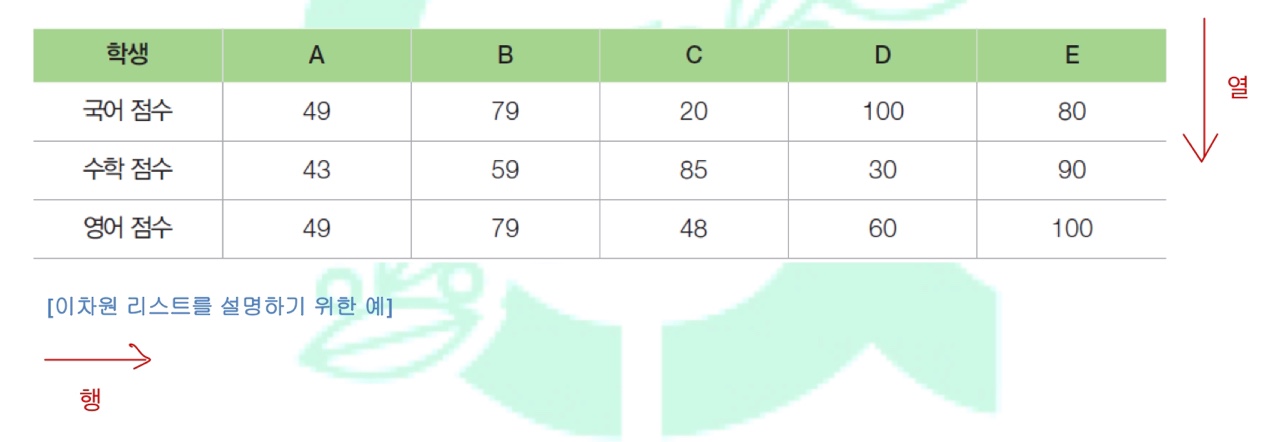 학생 A B C D E
국어 점수 49 79 20 100 80
수학 점수 43 59 85 30 90
영어 점수 49 79 48 60 100
열
[이차원 리스트를 설명하기 위한 예]
행